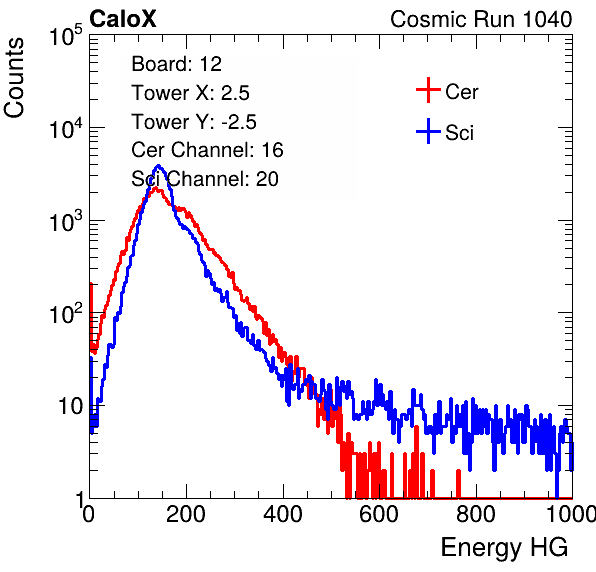 CaloX
Cosmic Run 1040
Counts
Board: 12
Tower X: 2.5
Tower Y: -2.5
Cer Channel: 16
Sci Channel: 20
Cer
Sci
10^5
10^4
10^3
10^2
10
1
0 200 400 600 800 1000
Energy HG